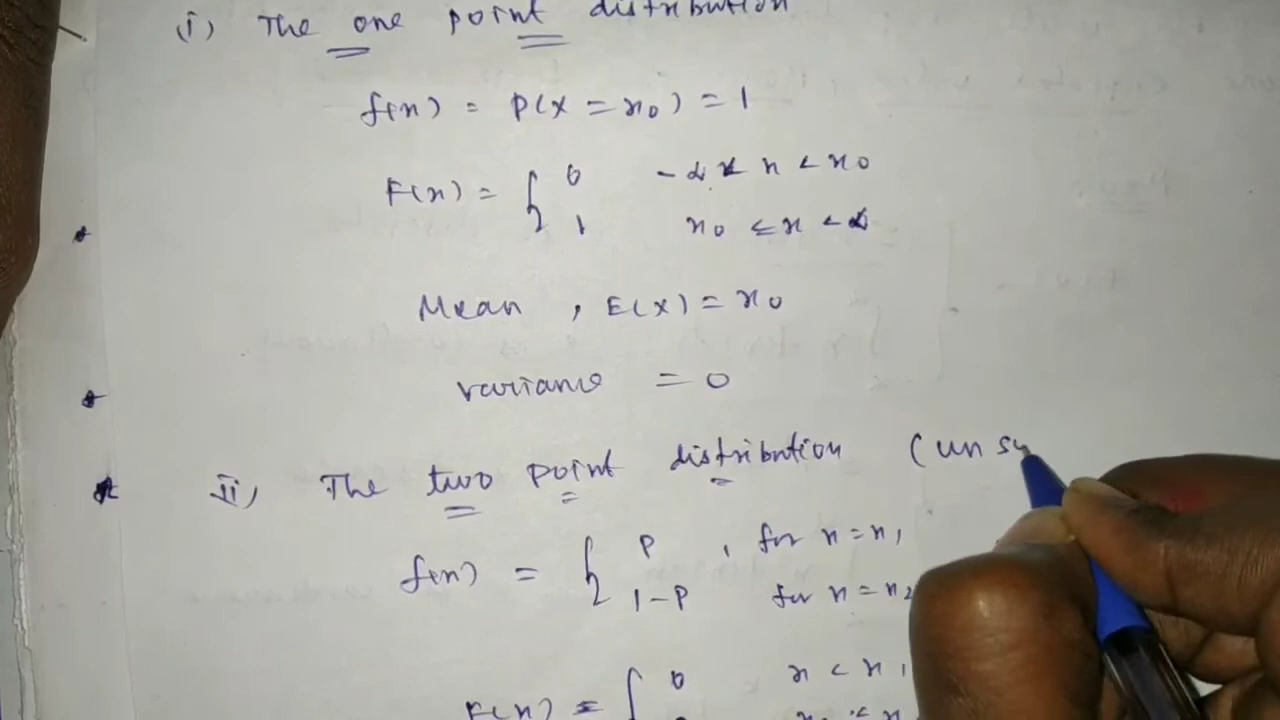 (i) The one point distribution
f(x) = P(X = x0) = 1
F(x) = { 0 -∞ < x < x0
1 x0 ≤ x < ∞
Mean , E(X) = x0
variance = 0
ii) The two point distribution (un sy
f(x) = { P , for x = x1
1-P for x = x2
F(x) = { 0 x < x1